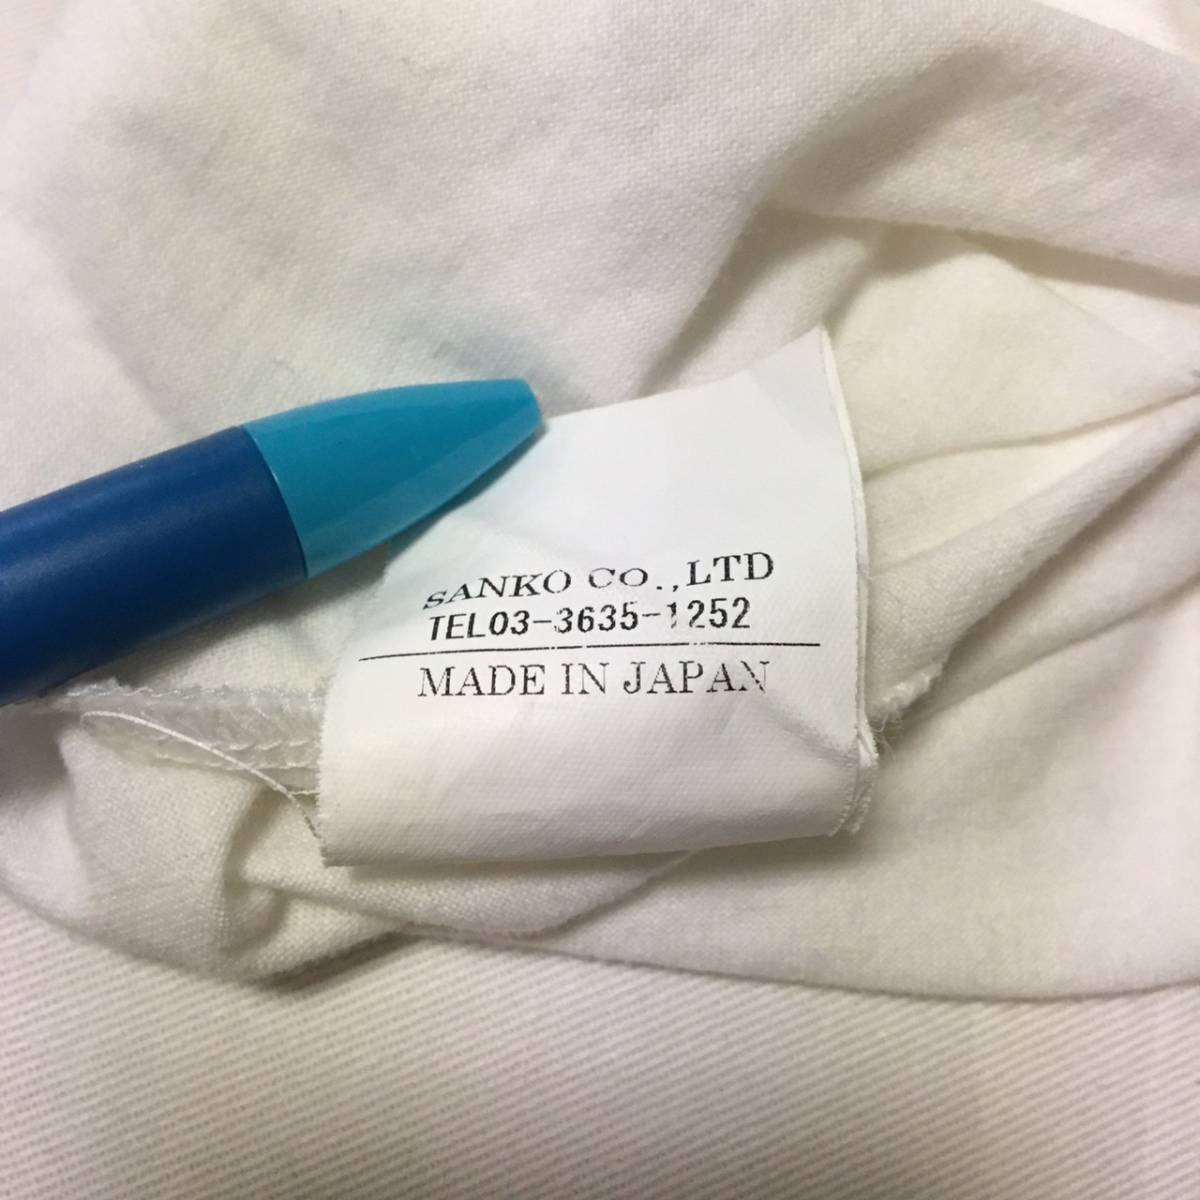 SANKO CO.,LTD
TEL03-3635-1252
MADE IN JAPAN